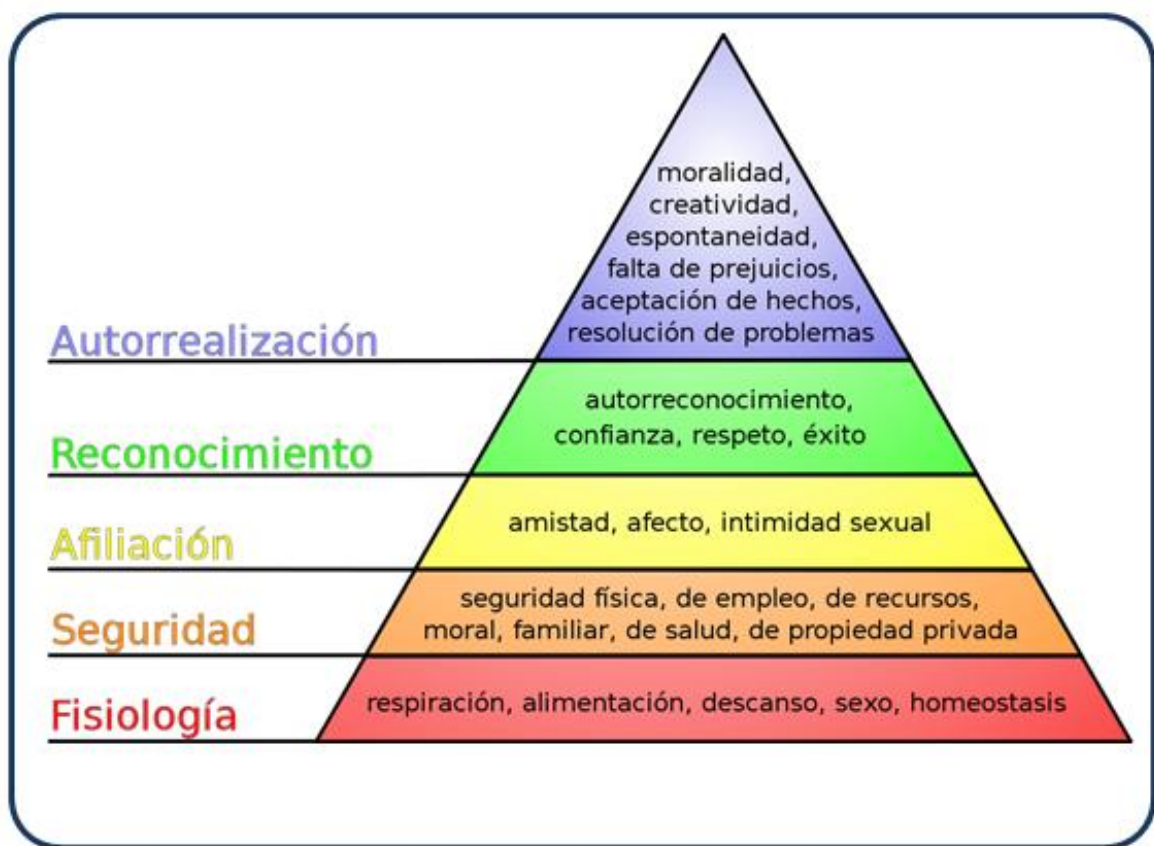 moralidad,
creatividad,
espontaneidad,
falta de prejuicios,
aceptación de hechos,
resolución de problemas
Autorrealización
autorreconocimiento,
confianza, respeto, éxito
Reconocimiento
amistad, afecto, intimidad sexual
Afiliación
seguridad física, de empleo, de recursos,
moral, familiar, de salud, de propiedad privada
Seguridad
respiración, alimentación, descanso, sexo, homeostasis
Fisiología